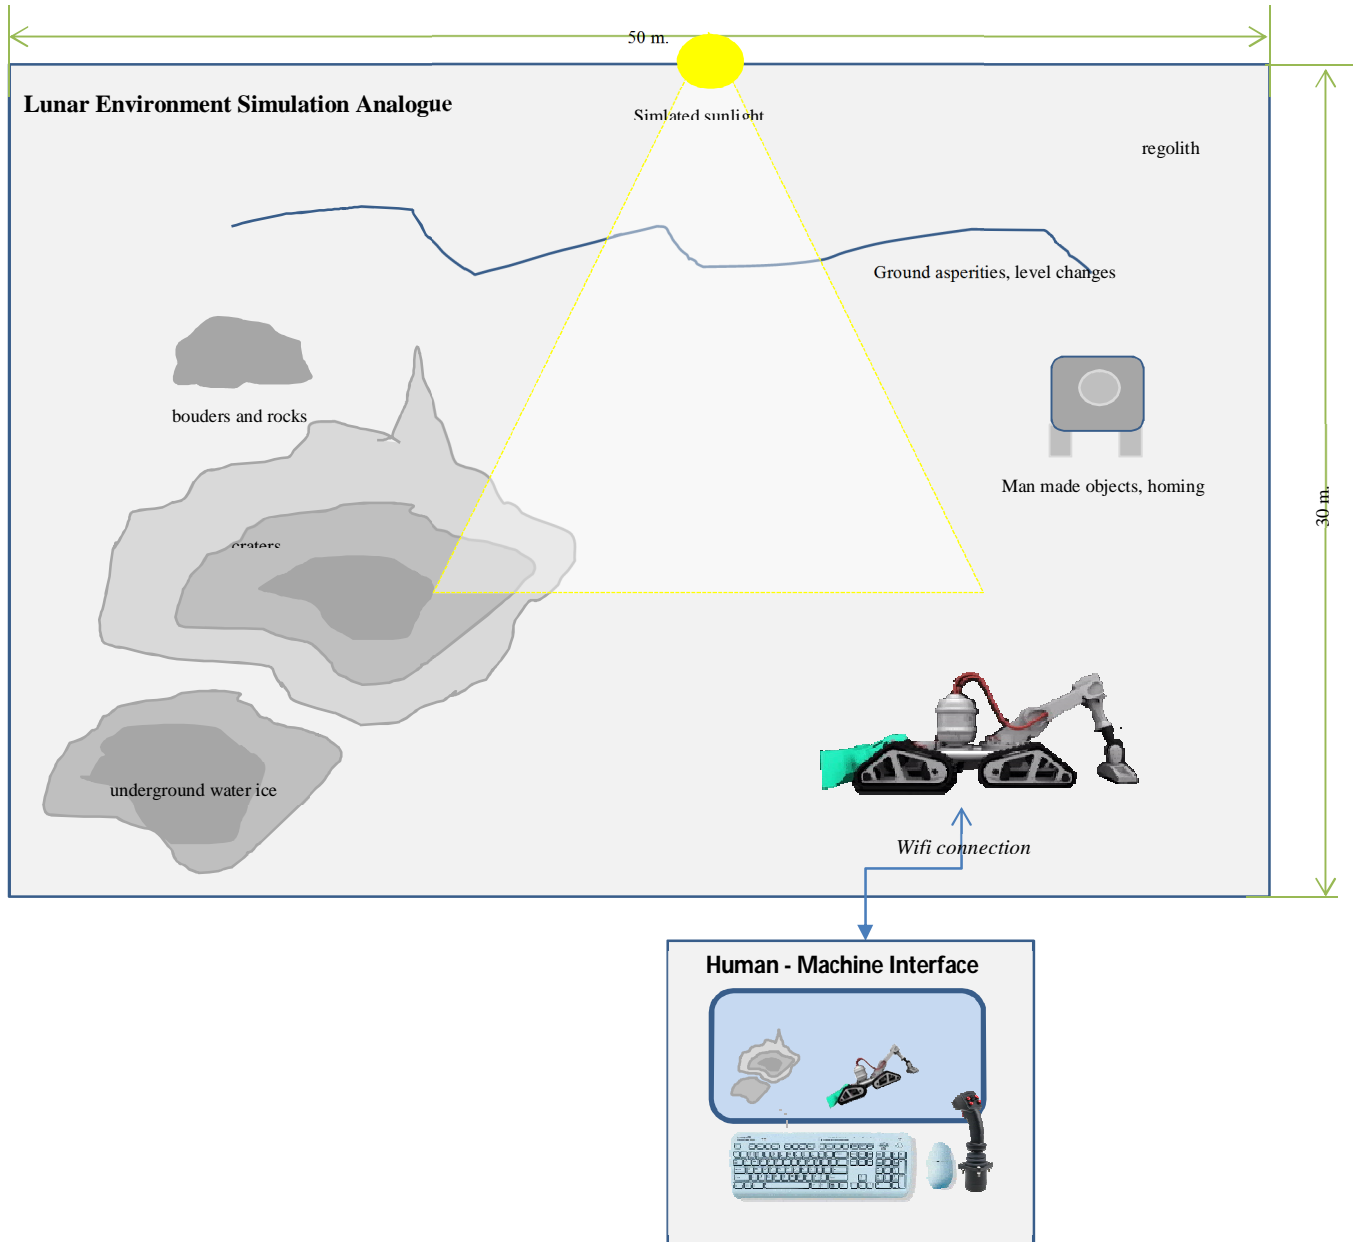 50 m.
Lunar Environment Simulation Analogue
Simlated sunlight
regolith
Ground asperities, level changes
bouders and rocks
Man made objects, homing
30 m.
craters
underground water ice
Wifi connection
Human - Machine Interface